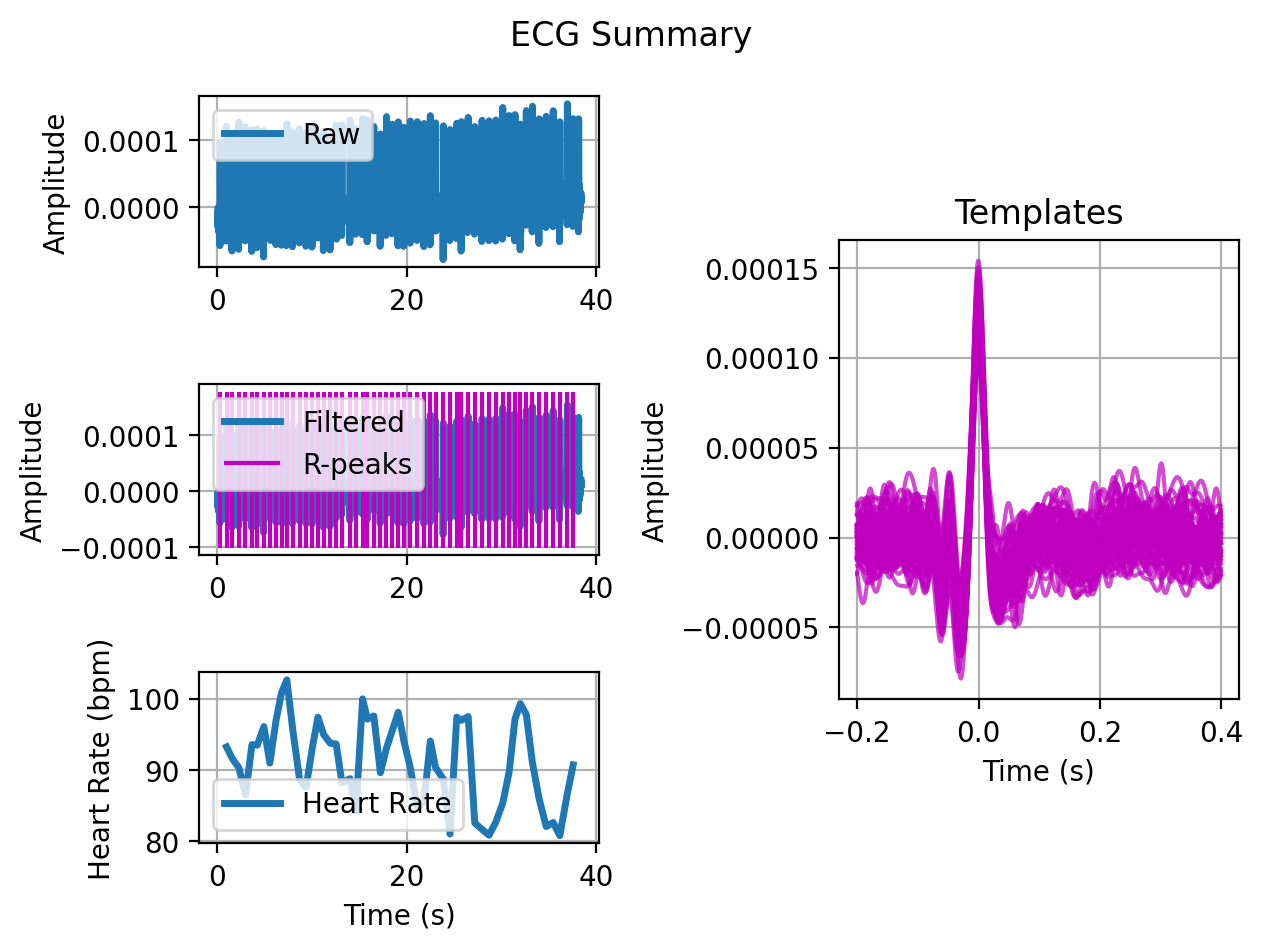 ECG Summary
Amplitude
0.0001
0.0000
Raw
0
20
40
Amplitude
0.0001
0.0000
−0.0001
Filtered
R-peaks
0
20
40
Heart Rate (bpm)
100
90
80
Heart Rate
0
20
40
Time (s)
Templates
Amplitude
0.00015
0.00010
0.00005
0.00000
−0.00005
−0.2
0.0
0.2
0.4
Time (s)